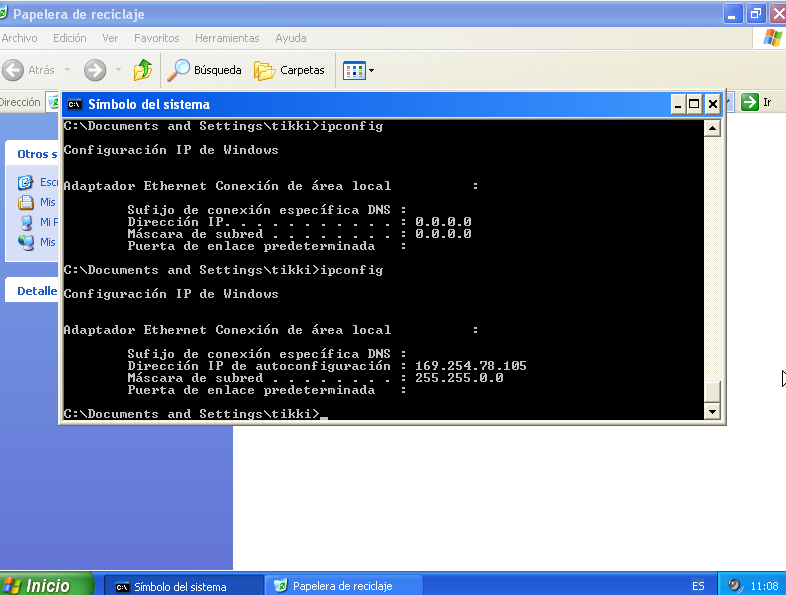 Papelera de reciclaje
Archivo Edición Ver Favoritos Herramientas Ayuda
Atrás Búsqueda Carpetas
Dirección Ir
Símbolo del sistema
C:\Documents and Settings\tikki>ipconfig
Configuración IP de Windows
Adaptador Ethernet Conexión de área local :
Sufijo de conexión específica DNS :
Dirección IP. . . . . . . . . . . : 0.0.0.0
Máscara de subred . . . . . . . . : 0.0.0.0
Puerta de enlace predeterminada :
C:\Documents and Settings\tikki>ipconfig
Configuración IP de Windows
Adaptador Ethernet Conexión de área local :
Sufijo de conexión específica DNS :
Dirección IP de autoconfiguración : 169.254.78.105
Máscara de subred . . . . . . . . : 255.255.0.0
Puerta de enlace predeterminada :
C:\Documents and Settings\tikki>_
Otros s
Escr
Mis
Mi P
Mis
Detalle
Inicio
Símbolo del sistema
Papelera de reciclaje
ES
11:08